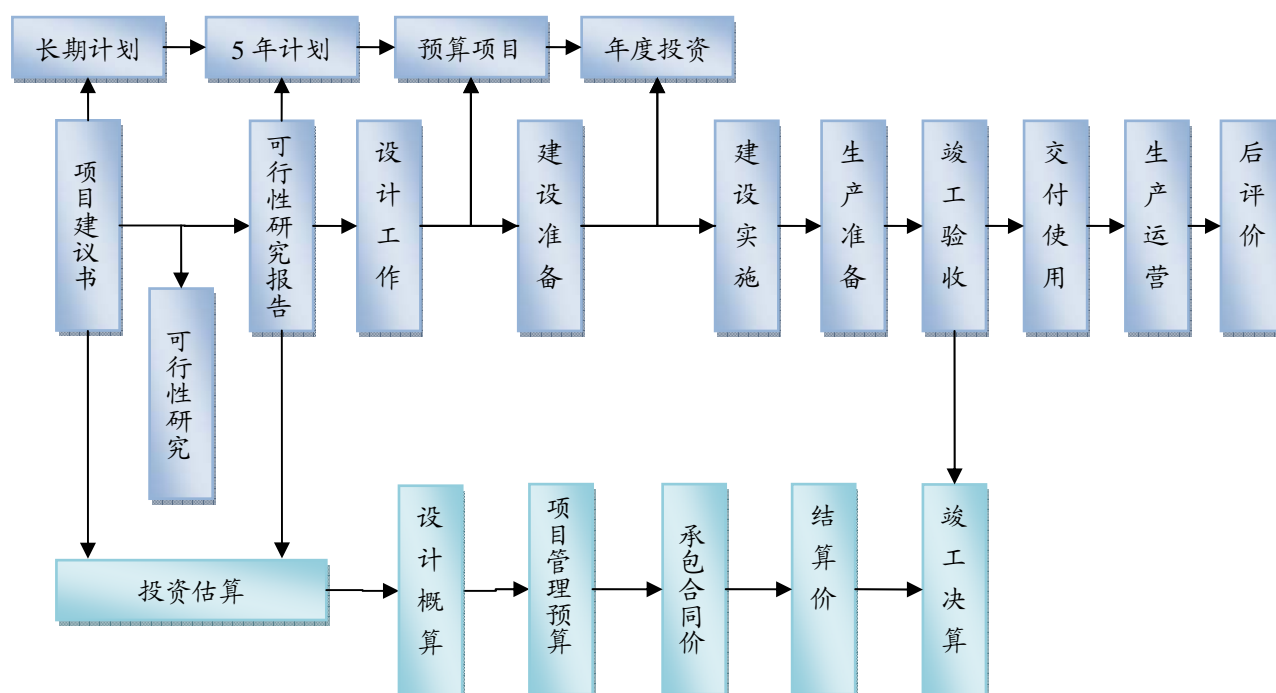 长期计划
5 年计划
预算项目
年度投资
项目建议书
可行性研究报告
设计工作
建设准备
建设实施
生产准备
竣工验收
交付使用
生产运营
后评价
可行性研究
投资估算
设计概算
项目管理预算
承包合同价
结算价
竣工决算